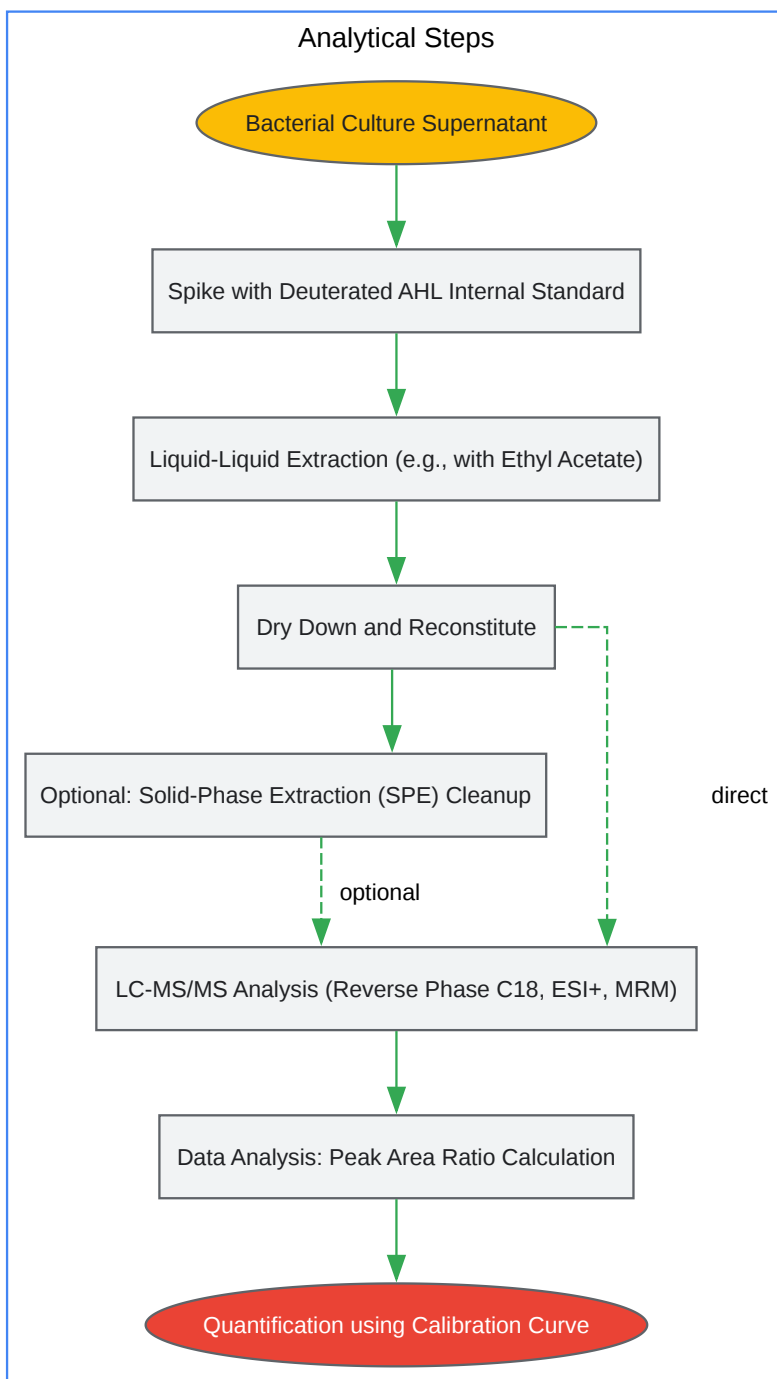 Analytical Steps
Bacterial Culture Supernatant
Spike with Deuterated AHL Internal Standard
Liquid-Liquid Extraction (e.g., with Ethyl Acetate)
Dry Down and Reconstitute
Optional: Solid-Phase Extraction (SPE) Cleanup
direct
optional
LC-MS/MS Analysis (Reverse Phase C18, ESI+, MRM)
Data Analysis: Peak Area Ratio Calculation
Quantification using Calibration Curve